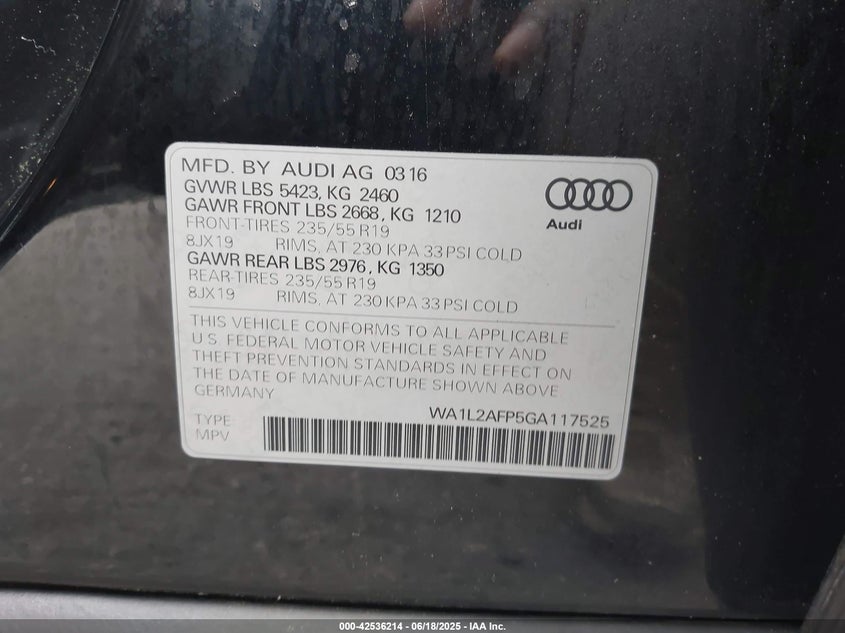 MFD. BY AUDI AG 03 16
GVWR LBS 5423, KG 2460
GAWR FRONT LBS 2668, KG 1210
FRONT-TIRES 235/55 R19
8JX19 RIMS, AT 230 KPA 33 PSI COLD
GAWR REAR LBS 2976, KG 1350
REAR-TIRES 235/55 R19
8JX19 RIMS, AT 230 KPA 33 PSI COLD
Audi
THIS VEHICLE CONFORMS TO ALL APPLICABLE
U.S. FEDERAL MOTOR VEHICLE SAFETY AND
THEFT PREVENTION STANDARDS IN EFFECT ON
THE DATE OF MANUFACTURE SHOWN ABOVE
GERMANY
WA1L2AFP5GA117525
TYPE:
MPV
000-42536214 - 06/18/2025 - IAA Inc.